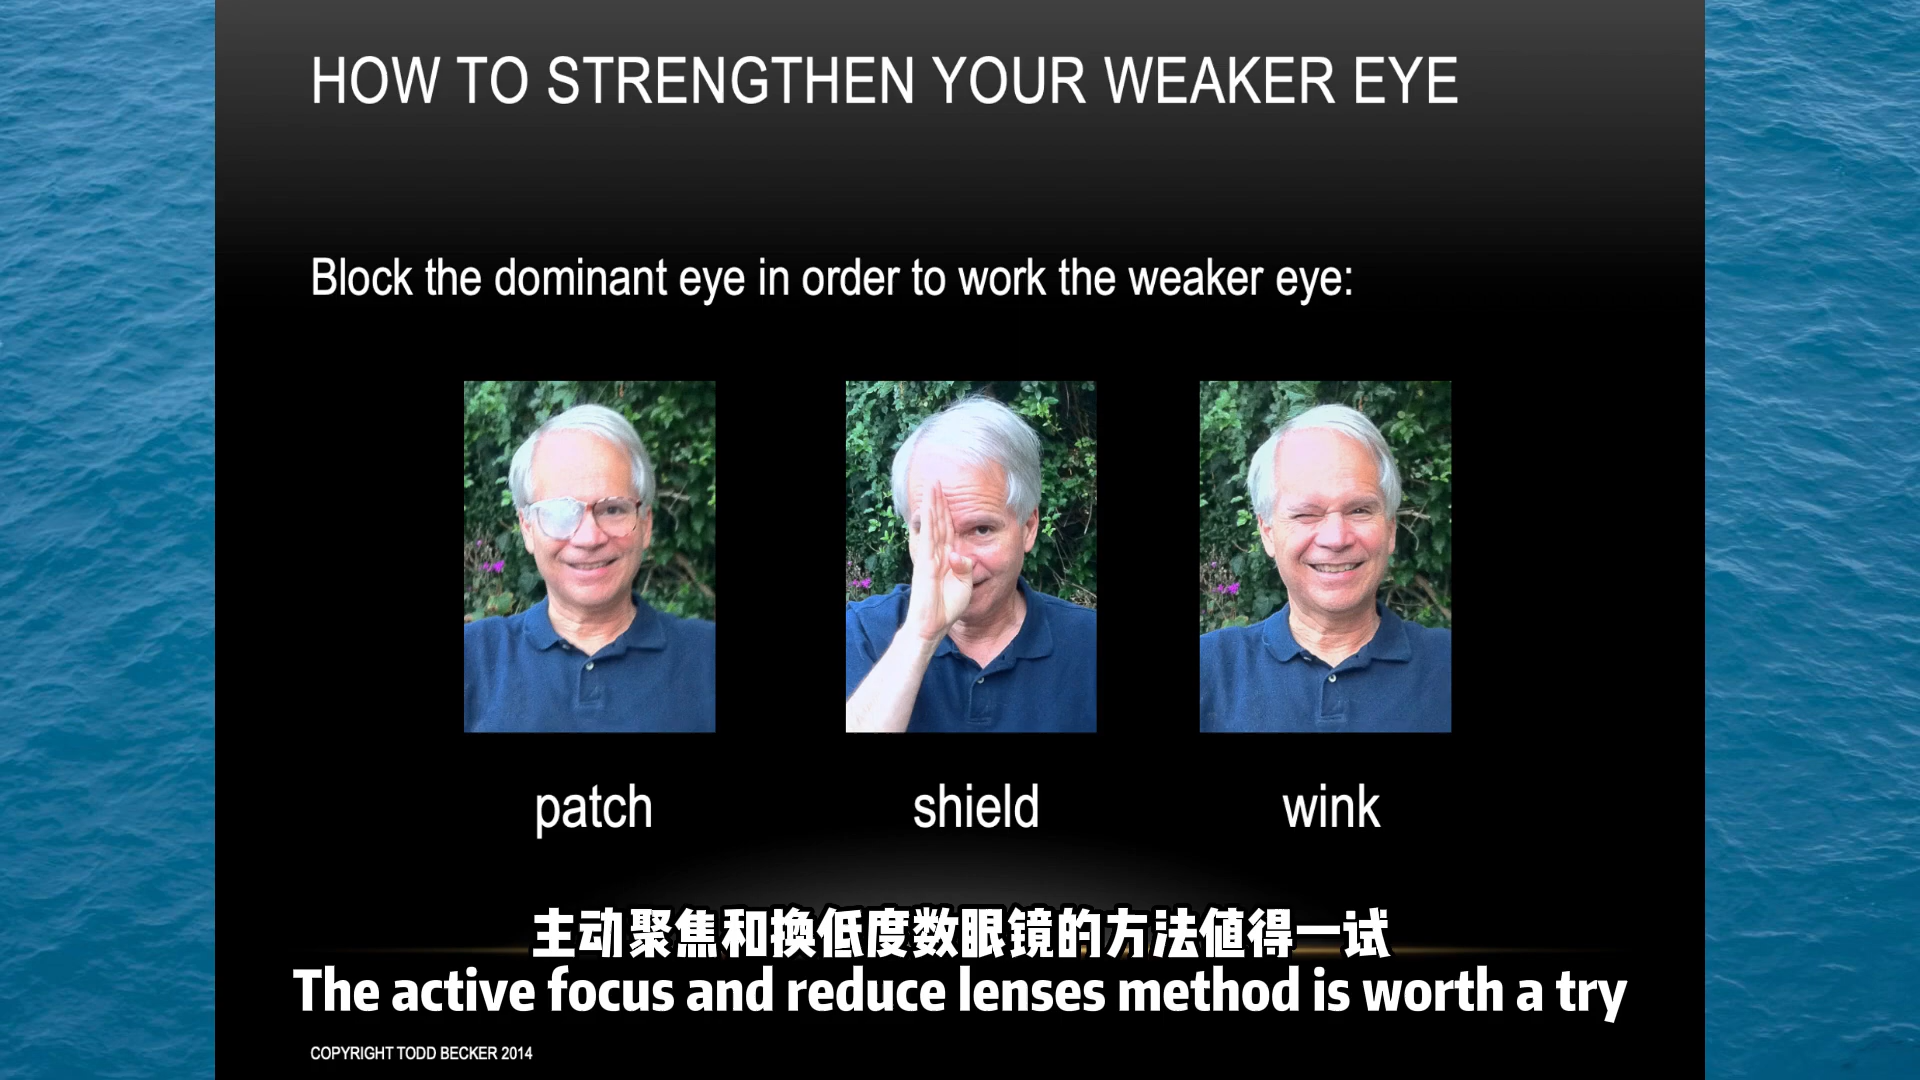 HOW TO STRENGTHEN YOUR WEAKER EYE
Block the dominant eye in order to work the weaker eye:
patch
shield
wink
主动聚焦和换低度数眼镜的方法值得一试
The active focus and reduce lenses method is worth a try
COPYRIGHT TODD BECKER 2014